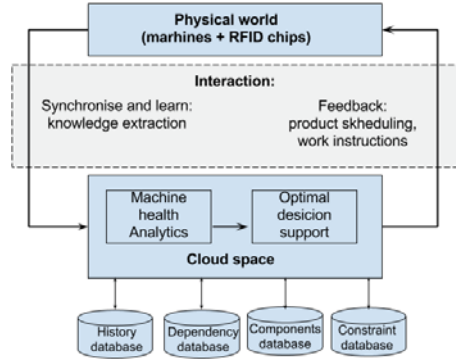 Physical world
(marhines + RFID chips)
Interaction:
Synchronise and learn:
knowledge extraction
Feedback:
product skheduling,
work instructions
Machine
health
Analytics
Optimal
desicion
support
Cloud space
History
database
Dependency
database
Components
database
Constraint
database